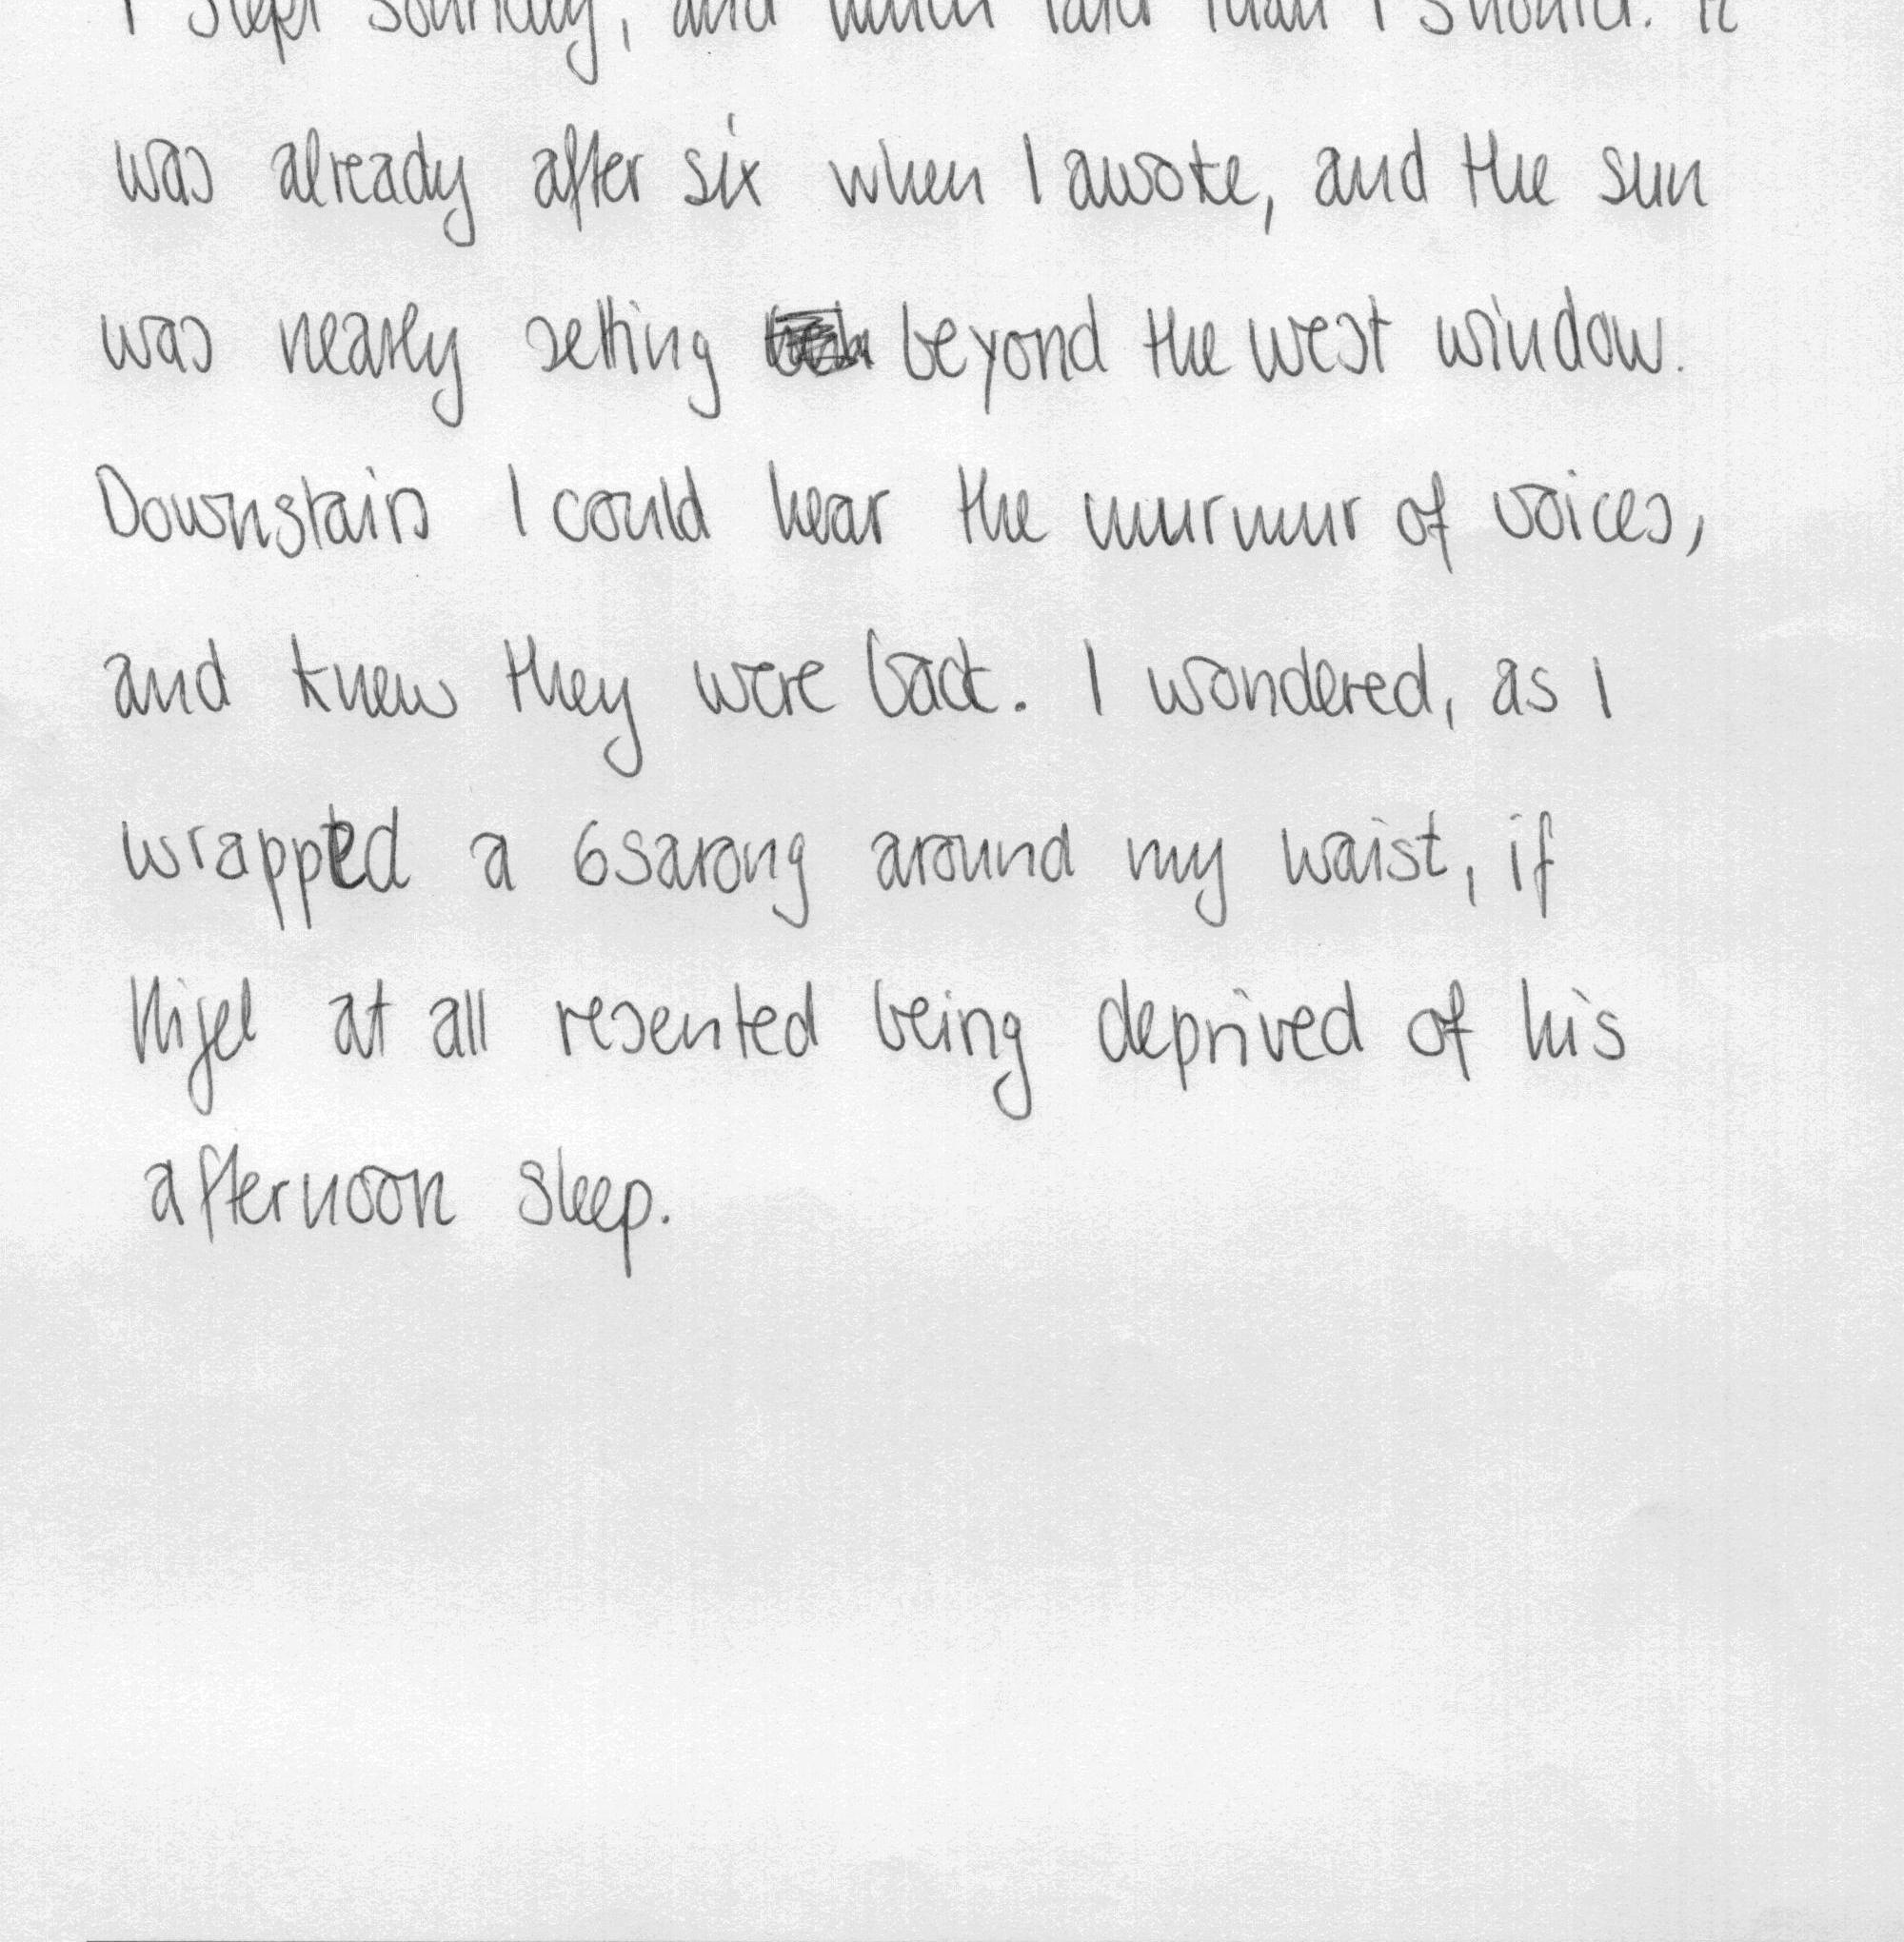 I slept soundly, and much later than I should. It
was already after six when I awoke, and the sun
was nearly setting beyond the west window.
Downstairs I could hear the murmur of voices,
and knew they were back. I wondered, as I
wrapped a 6sarong around my waist, if
Nigel at all resented being deprived of his
afternoon sleep.